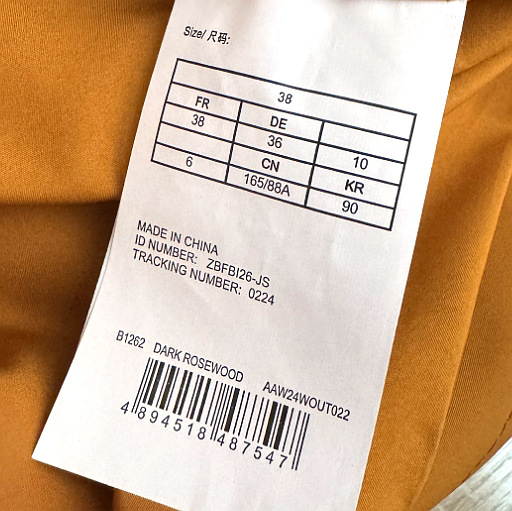 Size/ 尺码:
38
FR DE
38 36 10
CN KR
6 165/88A 90
MADE IN CHINA
ID NUMBER: ZBFBI26-JS
TRACKING NUMBER: 0224
B1262 DARK ROSEWOOD AAW24WOUT022
4 894518 487547